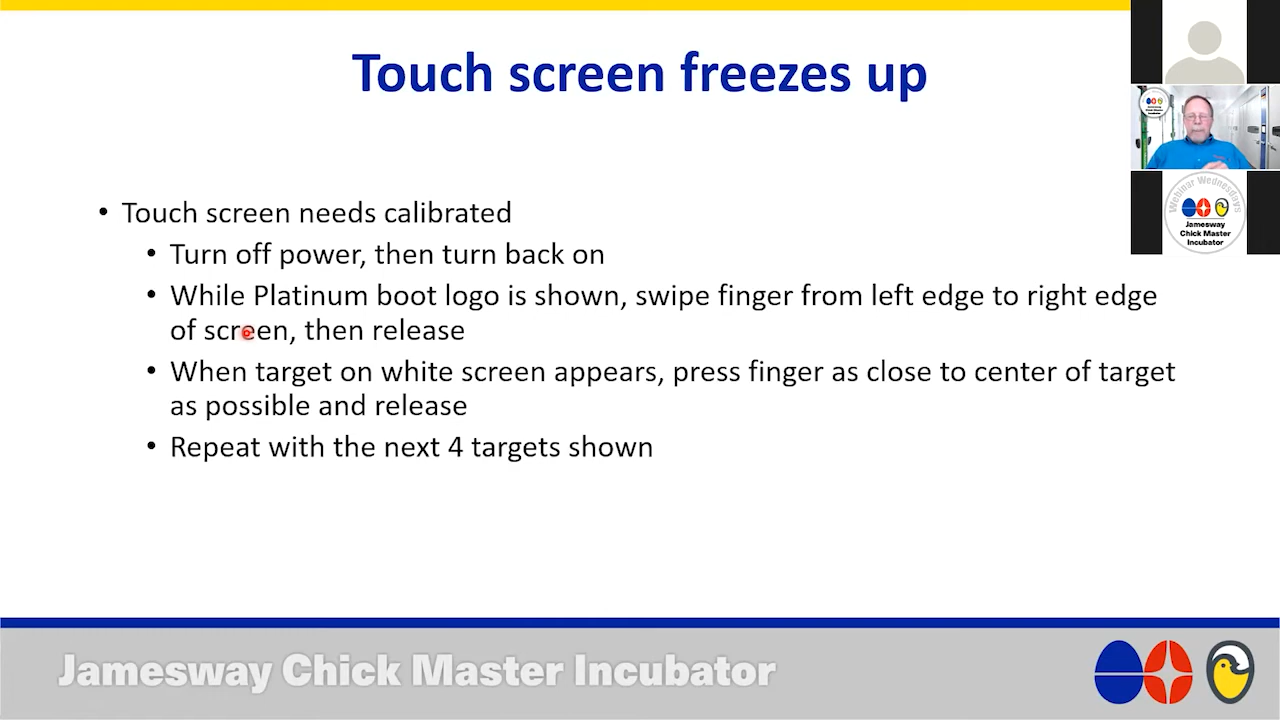 Touch screen freezes up
• Touch screen needs calibrated
• Turn off power, then turn back on
• While Platinum boot logo is shown, swipe finger from left edge to right edge
of screen, then release
• When target on white screen appears, press finger as close to center of target
as possible and release
• Repeat with the next 4 targets shown
Webinar Wednesdays
Jamesway
Chick Master
Incubator
Jamesway Chick Master Incubator